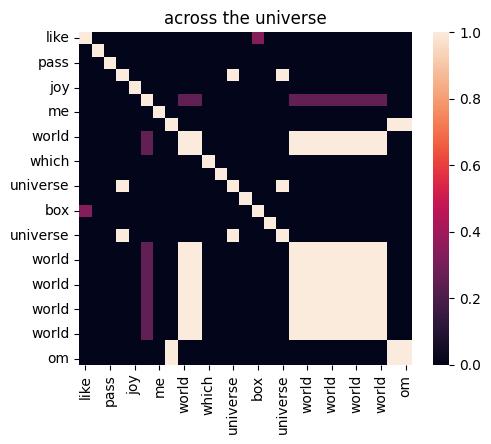 across the universe
like
pass
joy
me
world
which
universe
box
universe
world
world
world
world
om
like
pass
joy
me
world
which
universe
box
universe
world
world
world
world
om
1.0
0.8
0.6
0.4
0.2
0.0